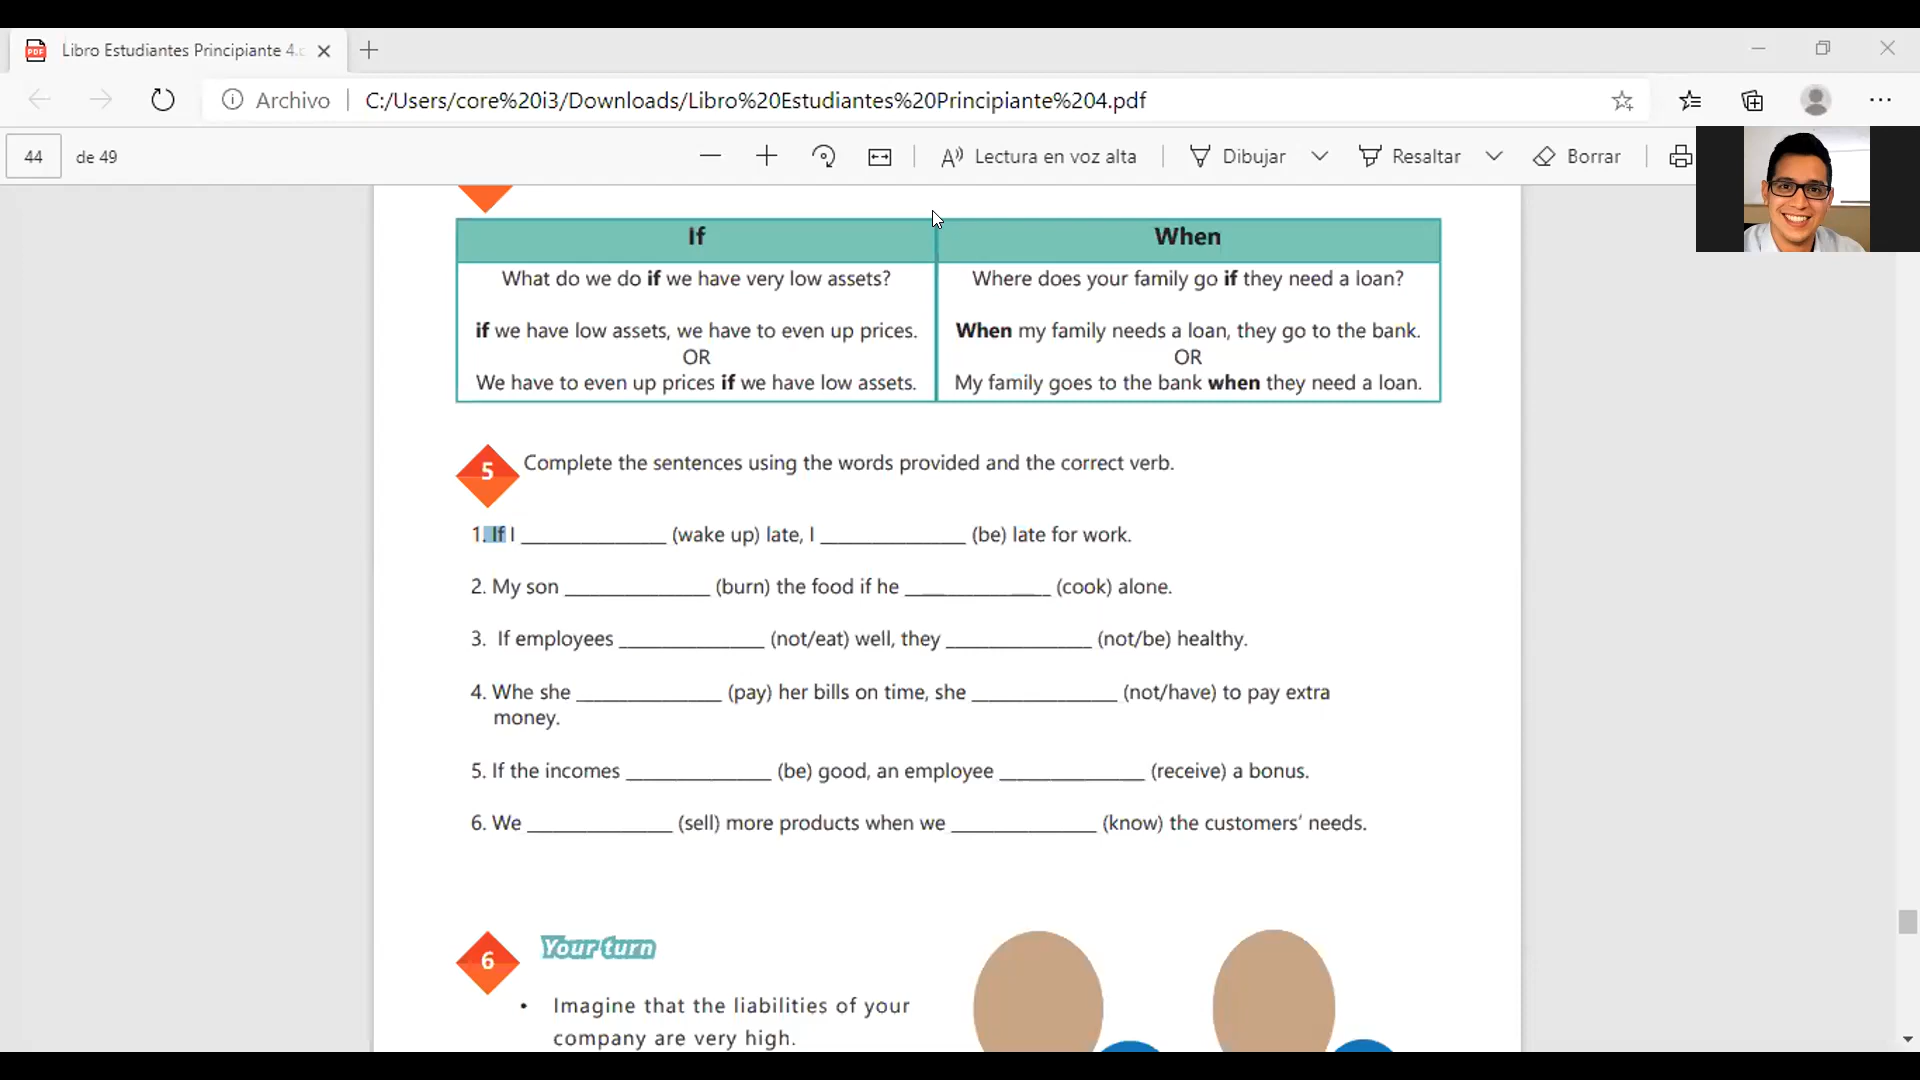 Libro Estudiantes Principiante 4.
Archivo
C:/Users/core%20i3/Downloads/Libro%20Estudiantes%20Principiante%204.pdf
44 de 49
Lectura en voz alta
Dibujar
Resaltar
Borrar
If
When
What do we do if we have very low assets?
if we have low assets, we have to even up prices.
OR
We have to even up prices if we have low assets.
Where does your family go if they need a loan?
When my family needs a loan, they go to the bank.
OR
My family goes to the bank when they need a loan.
5 Complete the sentences using the words provided and the correct verb.
1. If I ______________ (wake up) late, I ______________ (be) late for work.
2. My son ______________ (burn) the food if he ______________ (cook) alone.
3. If employees ______________ (not/eat) well, they ______________ (not/be) healthy.
4. Whe she ______________ (pay) her bills on time, she ______________ (not/have) to pay extra
money.
5. If the incomes ______________ (be) good, an employee ______________ (receive) a bonus.
6. We ______________ (sell) more products when we ______________ (know) the customers' needs.
6 Your turn
• Imagine that the liabilities of your
company are very high.